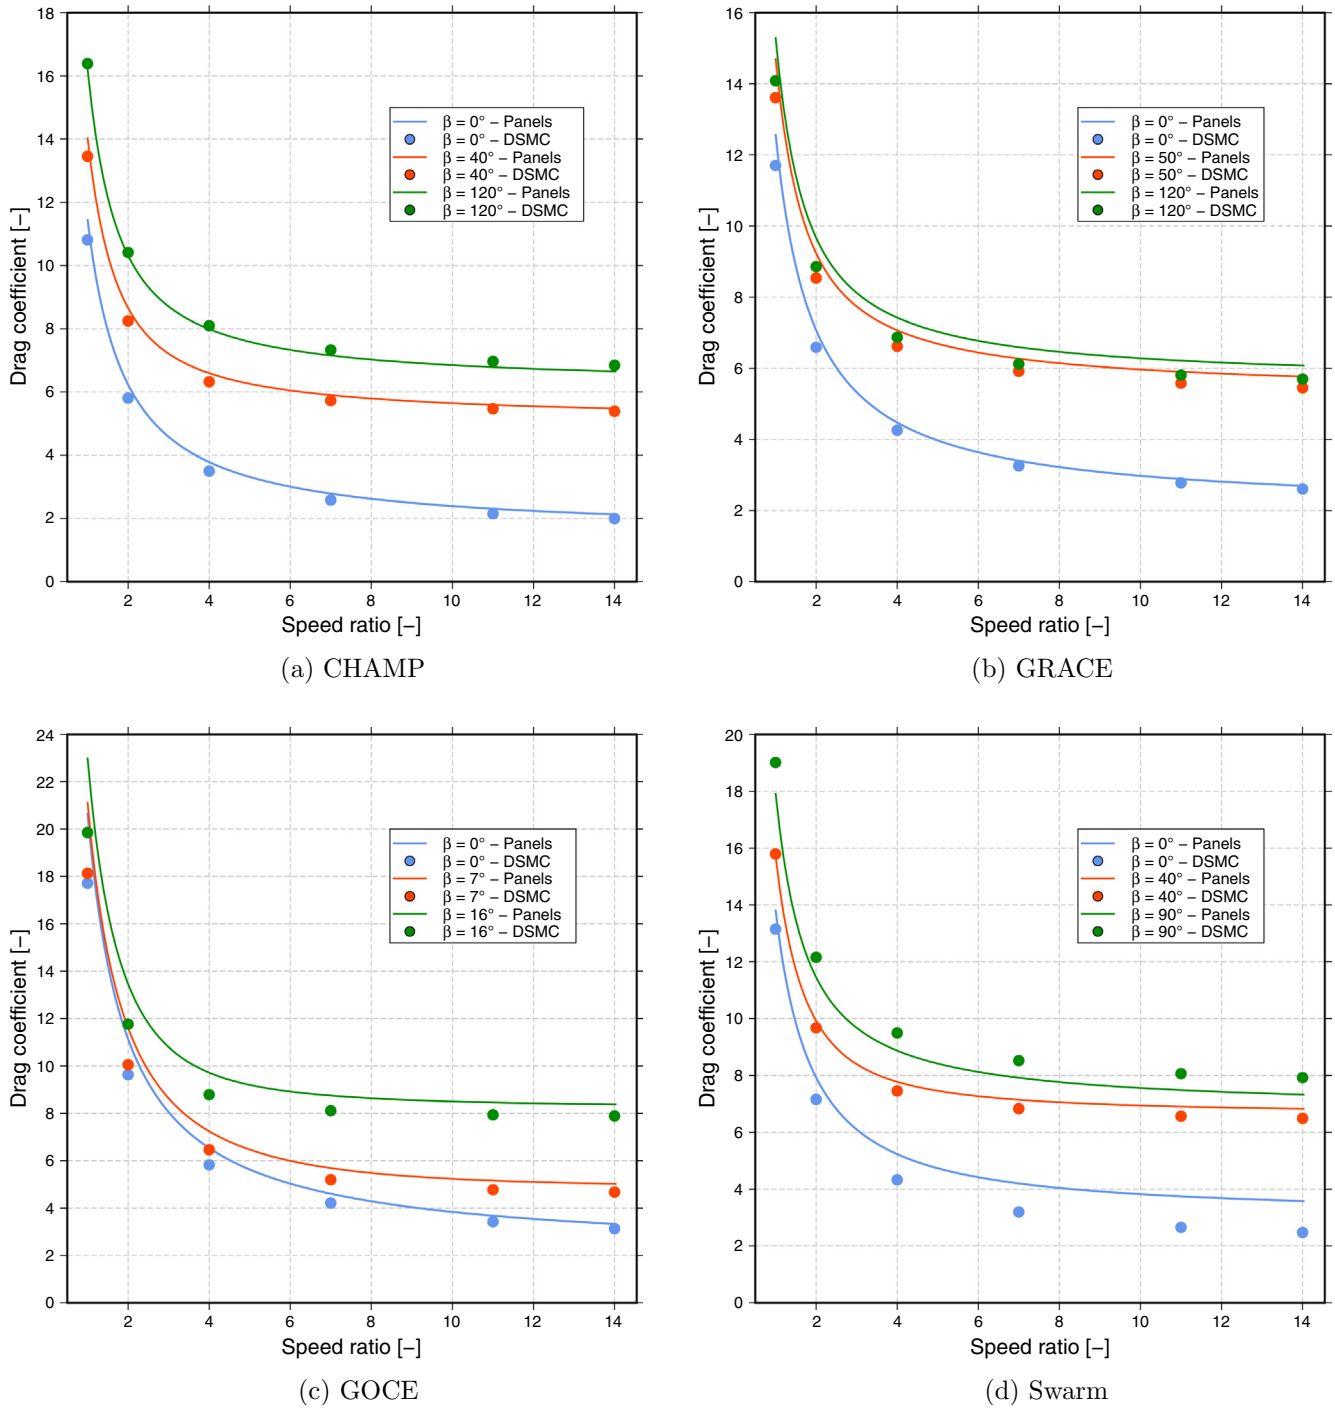 18
16
14
12
10
8
6
4
2
0
Drag coefficient [–]
β = 0° – Panels
β = 0° – DSMC
β = 40° – Panels
β = 40° – DSMC
β = 120° – Panels
β = 120° – DSMC
2 4 6 8 10 12 14
Speed ratio [–]
(a) CHAMP
16
14
12
10
8
6
4
2
0
Drag coefficient [–]
β = 0° – Panels
β = 0° – DSMC
β = 50° – Panels
β = 50° – DSMC
β = 120° – Panels
β = 120° – DSMC
2 4 6 8 10 12 14
Speed ratio [–]
(b) GRACE
24
22
20
18
16
14
12
10
8
6
4
2
0
Drag coefficient [–]
β = 0° – Panels
β = 0° – DSMC
β = 7° – Panels
β = 7° – DSMC
β = 16° – Panels
β = 16° – DSMC
2 4 6 8 10 12 14
Speed ratio [–]
(c) GOCE
20
18
16
14
12
10
8
6
4
2
0
Drag coefficient [–]
β = 0° – Panels
β = 0° – DSMC
β = 40° – Panels
β = 40° – DSMC
β = 90° – Panels
β = 90° – DSMC
2 4 6 8 10 12 14
Speed ratio [–]
(d) Swarm